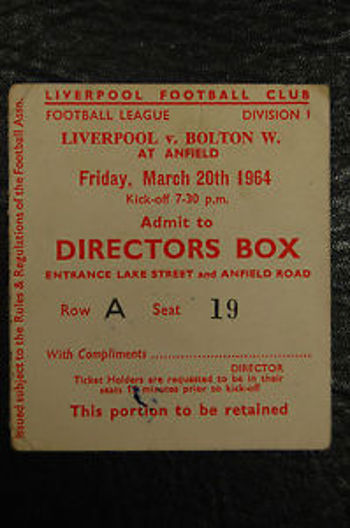 LIVERPOOL FOOTBALL CLUB
FOOTBALL LEAGUE DIVISION 1
LIVERPOOL v. BOLTON W.
AT ANFIELD
Friday, March 20th 1964
Kick-off 7-30 p.m.
Admit to
DIRECTORS BOX
ENTRANCE LAKE STREET and ANFIELD ROAD
Row A Seat 19
With Compliments ........................................
DIRECTOR
Ticket Holders are requested to be in their
seats minutes prior to kick-off
This portion to be retained
Issued subject to the Rules & Regulations of the Football Assn.